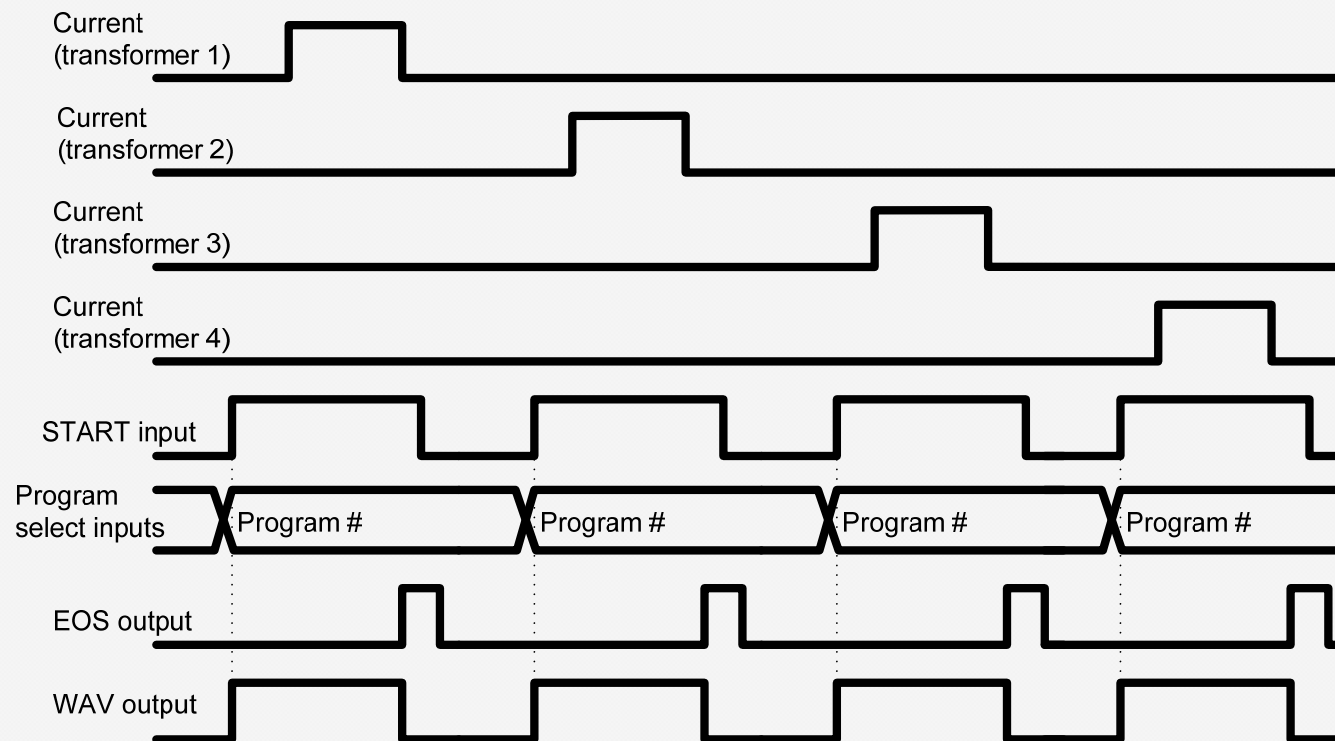 Current
(transformer 1)
Current
(transformer 2)
Current
(transformer 3)
Current
(transformer 4)
START input
Program
select inputs
Program # Program # Program # Program #
EOS output
WAV output